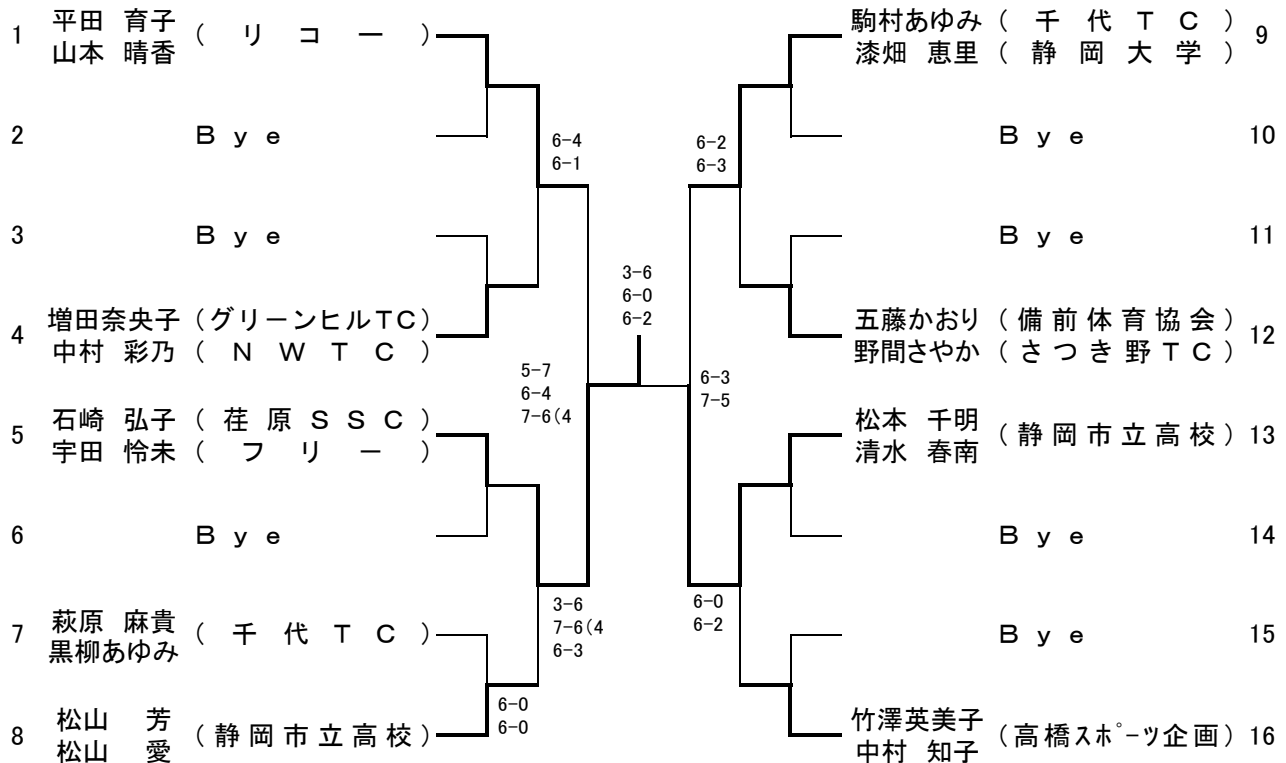 1 平田 育子 (リコー)
山本 晴香
2 Bye
3 Bye
4 増田奈央子 (グリーンヒルTC)
中村 彩乃 (NWTC)
5 石崎 弘子 (荏原SSC)
宇田 怜未 (フリー)
6 Bye
7 萩原 麻貴 (千代TC)
黒柳あゆみ
8 松山 芳 (静岡市立高校)
松山 愛
6-4
6-1
5-7
6-4
7-6(4
3-6
7-6(4
6-3
6-0
6-0
3-6
6-0
6-2
6-2
6-3
6-3
7-5
6-0
6-2
駒村あゆみ (千代TC) 9
漆畑 恵里 (静岡大学)
Bye 10
Bye 11
五藤かおり (備前体育協会) 12
野間さやか (さつき野TC)
松本 千明 (静岡市立高校) 13
清水 春南
Bye 14
Bye 15
竹澤英美子 (高橋スポーツ企画) 16
中村 知子